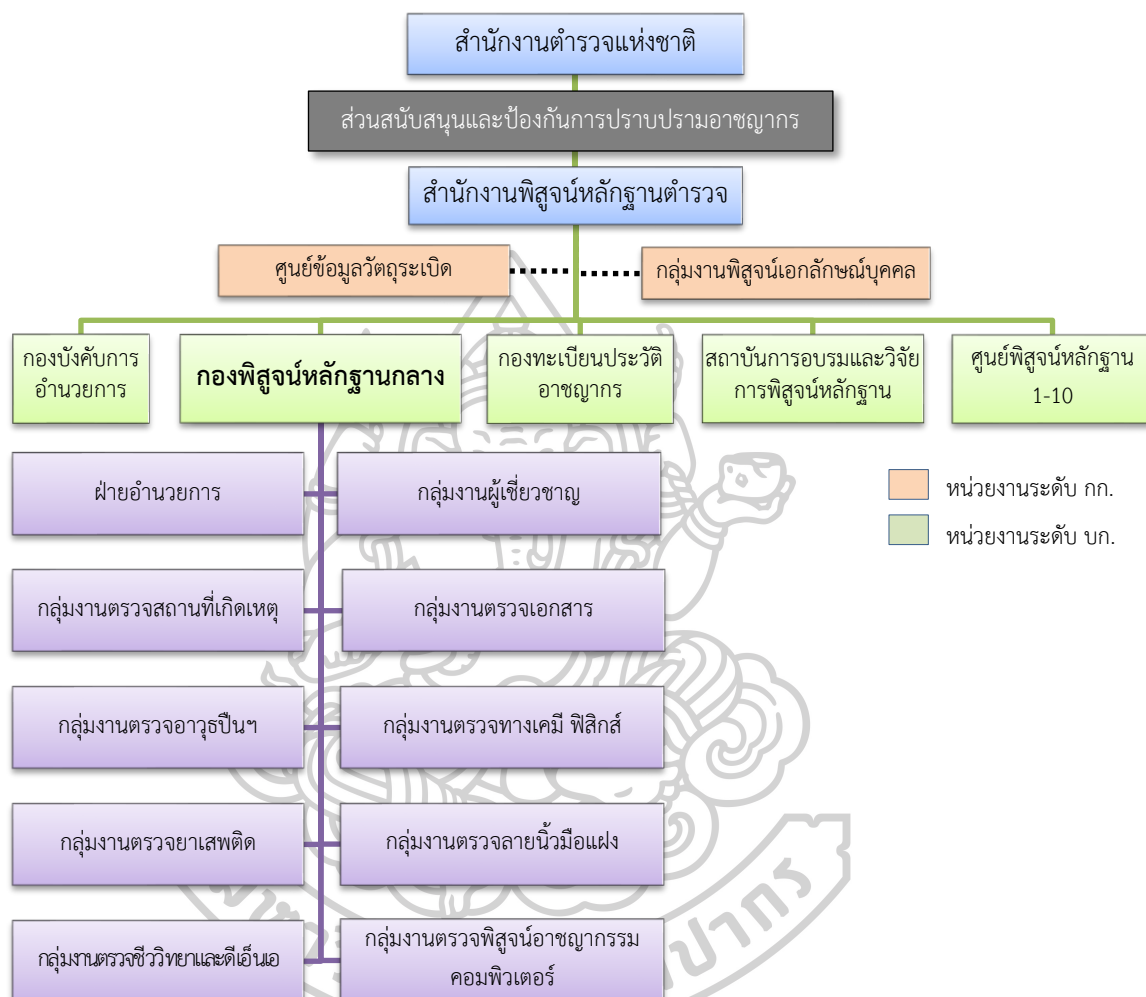 สำนักงานตำรวจแห่งชาติ
ส่วนสนับสนุนและป้องกันการปราบปรามอาชญากร
สำนักงานพิสูจน์หลักฐานตำรวจ
ศูนย์ข้อมูลวัตถุระเบิด
กลุ่มงานพิสูจน์เอกลักษณ์บุคคล
กองบังคับการ
อำนวยการ
กองพิสูจน์หลักฐานกลาง
กองทะเบียนประวัติ
อาชญากร
สถาบันการอบรมและวิจัย
การพิสูจน์หลักฐาน
ศูนย์พิสูจน์หลักฐาน
1-10
ฝ่ายอำนวยการ
กลุ่มงานผู้เชี่ยวชาญ
หน่วยงานระดับ กก.
หน่วยงานระดับ บก.
กลุ่มงานตรวจสถานที่เกิดเหตุ
กลุ่มงานตรวจเอกสาร
กลุ่มงานตรวจอาวุธปืนฯ
กลุ่มงานตรวจทางเคมี ฟิสิกส์
กลุ่มงานตรวจยาเสพติด
กลุ่มงานตรวจลายนิ้วมือแฝง
กลุ่มงานตรวจชีววิทยาและดีเอ็นเอ
กลุ่มงานตรวจพิสูจน์อาชญากรรม
คอมพิวเตอร์